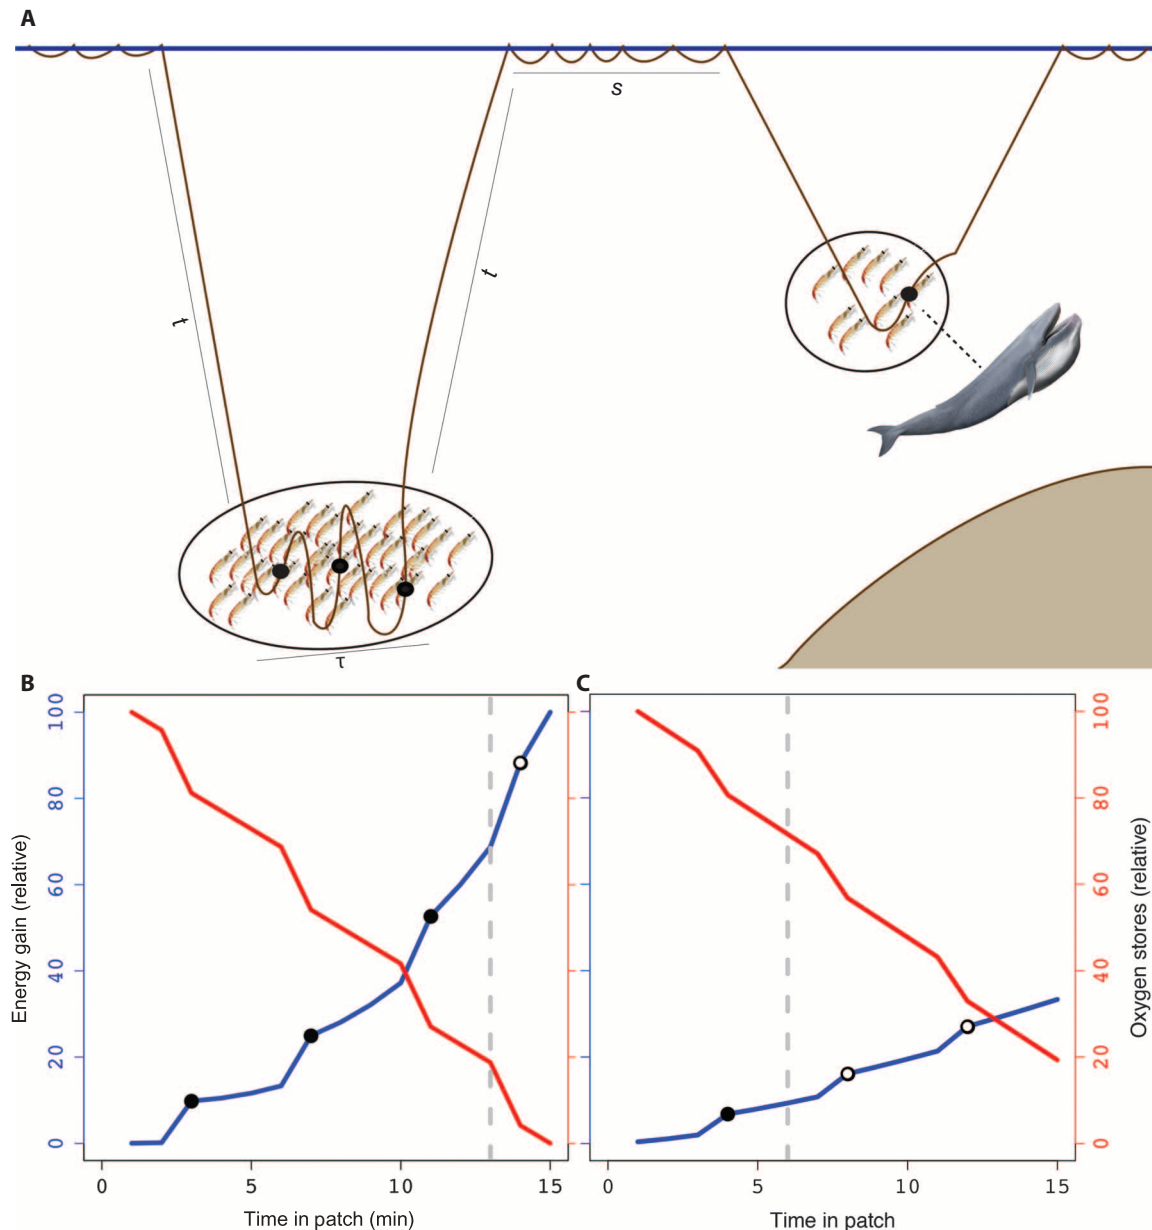 A
s
t
t
τ
B
C
100
80
60
40
20
0
Energy gain (relative)
0 5 10 15
Time in patch (min)
0 5 10 15
Time in patch
100
80
60
40
20
0
Oxygen stores (relative)